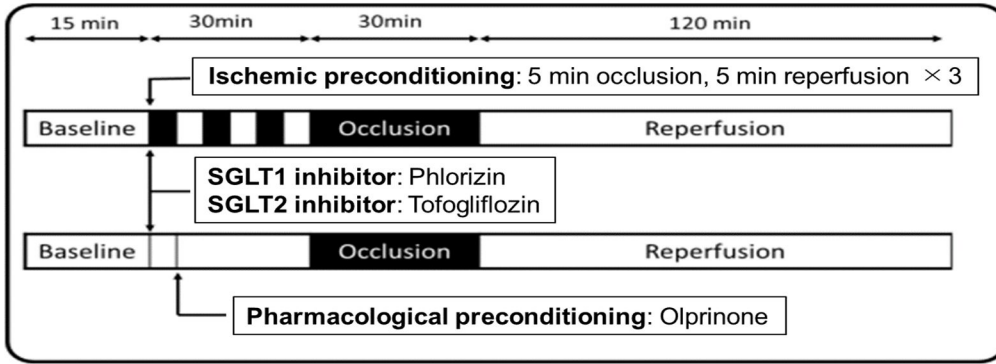 15 min 30min 30min 120 min
Ischemic preconditioning: 5 min occlusion, 5 min reperfusion × 3
Baseline Occlusion Reperfusion
SGLT1 inhibitor: Phlorizin
SGLT2 inhibitor: Tofogliflozin
Baseline Occlusion Reperfusion
Pharmacological preconditioning: Olprinone